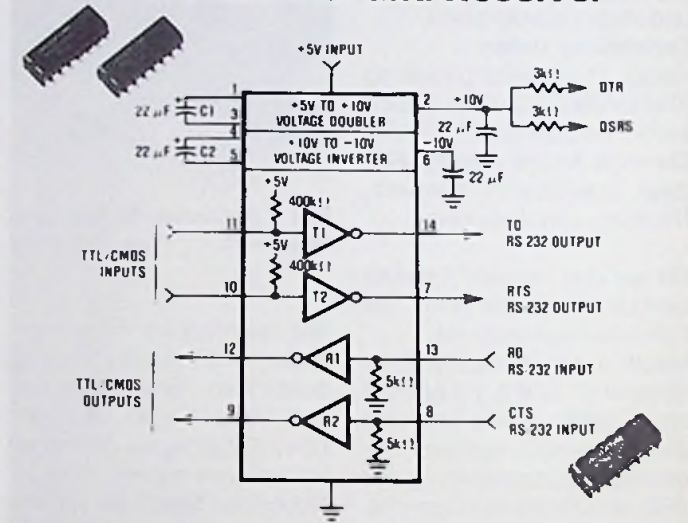 +5V INPUT
1
3
4
5
22 µF
C1
22 µF
C2
+5V TO +10V
VOLTAGE DOUBLER
+10V TO −10V
VOLTAGE INVERTER
2
+10V
22 µF
−10V
6
22 µF
3kΩ
DTR
3kΩ
DSRS
+5V
400kΩ
11
T1
14
TD
RS 232 OUTPUT
+5V
400kΩ
TTL/CMOS
INPUTS
10
T2
7
RTS
RS 232 OUTPUT
12
R1
13
RD
RS-232 INPUT
5kΩ
TTL/CMOS
OUTPUTS
9
R2
8
CTS
RS 232 INPUT
5kΩ